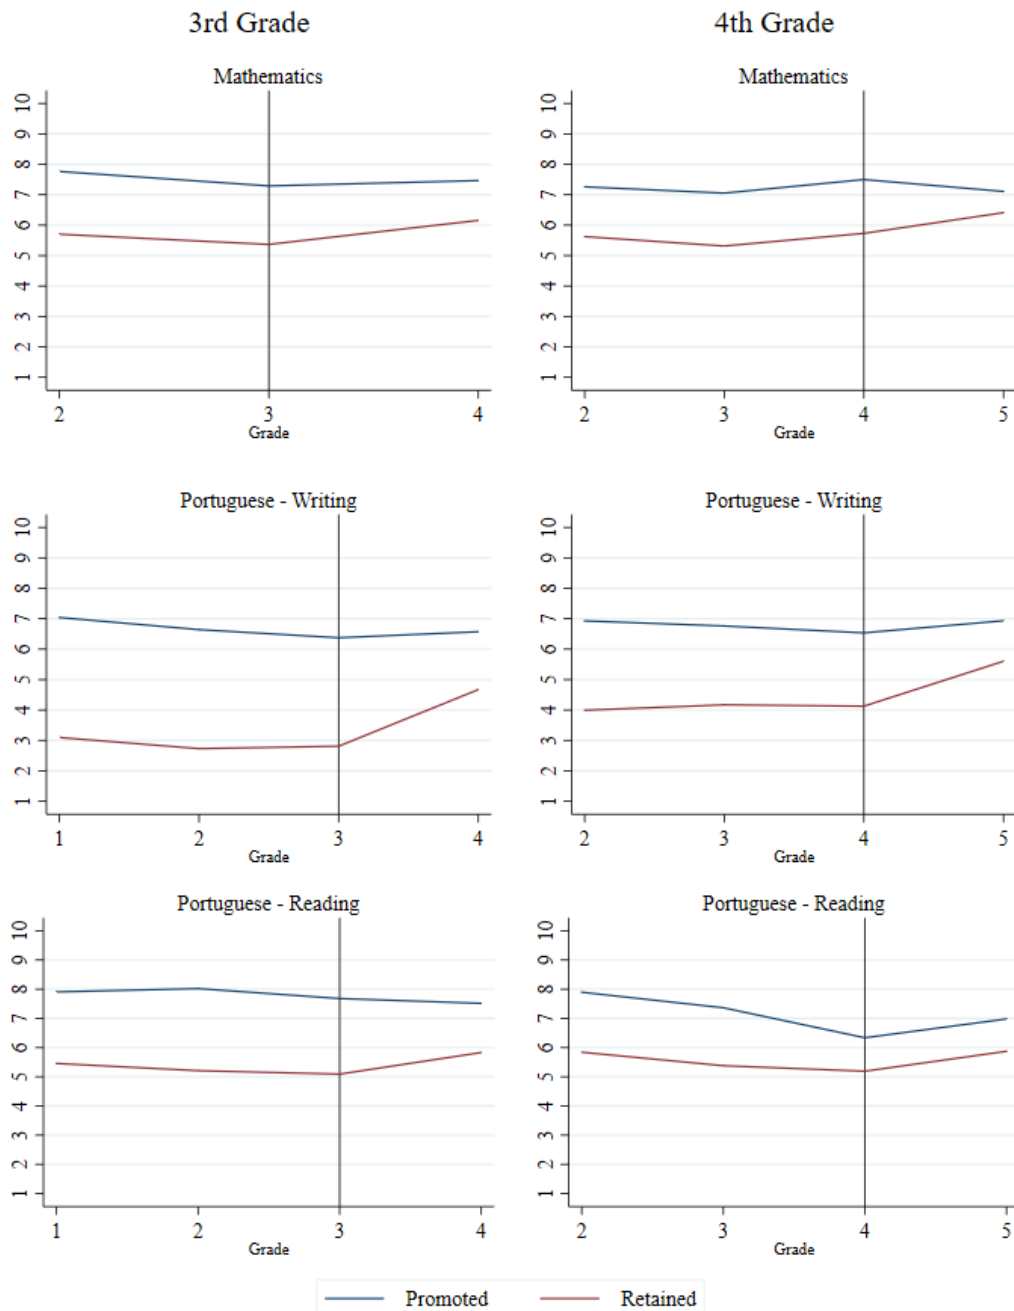 3rd Grade
4th Grade
Mathematics
Mathematics
10
9
8
7
6
5
4
3
2
1
2 3 4
Grade
10
9
8
7
6
5
4
3
2
1
2 3 4 5
Grade
Portuguese - Writing
Portuguese - Writing
10
9
8
7
6
5
4
3
2
1
1 2 3 4
Grade
10
9
8
7
6
5
4
3
2
1
2 3 4 5
Grade
Portuguese - Reading
Portuguese - Reading
10
9
8
7
6
5
4
3
2
1
1 2 3 4
Grade
10
9
8
7
6
5
4
3
2
1
2 3 4 5
Grade
Promoted Retained